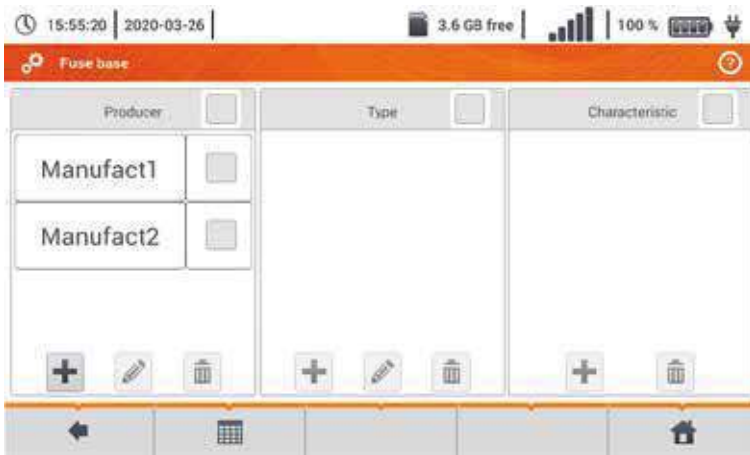 15:55:20 2020-03-26 3.6 GB free 100 %
Fuse base ?
Producer Type Characteristic
Manufact1
Manufact2